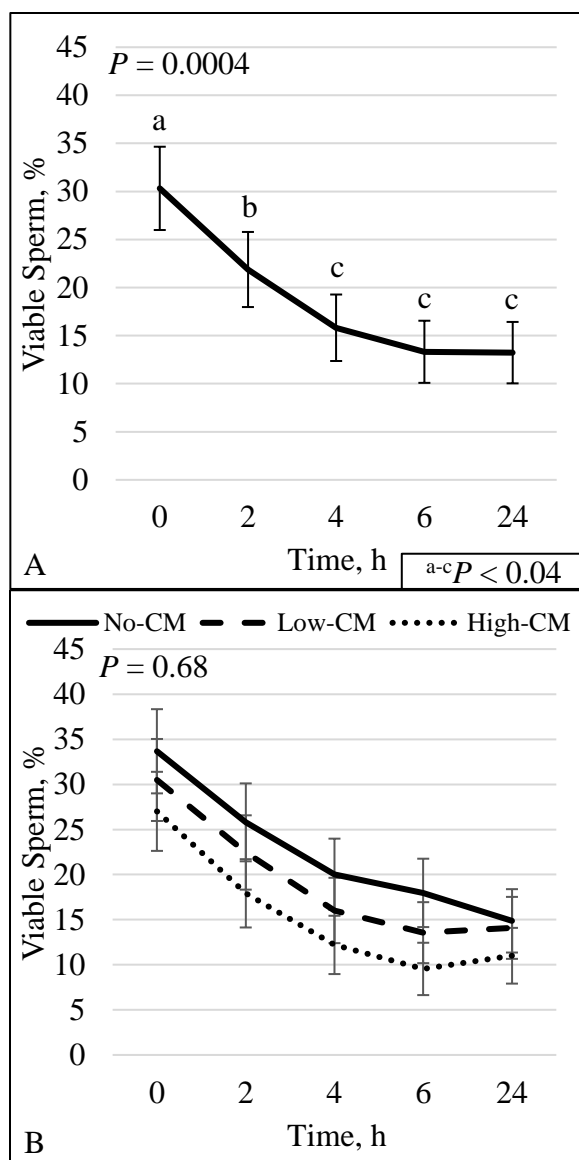 45
P = 0.0004
40
35
30
25
20
15
10
5
0
Viable Sperm, %
a
b
c
c
c
0 2 4 6 24
Time, h
A
a-cP < 0.04
No-CM Low-CM High-CM
45
P = 0.68
40
35
30
25
20
15
10
5
0
Viable Sperm, %
0 2 4 6 24
Time, h
B